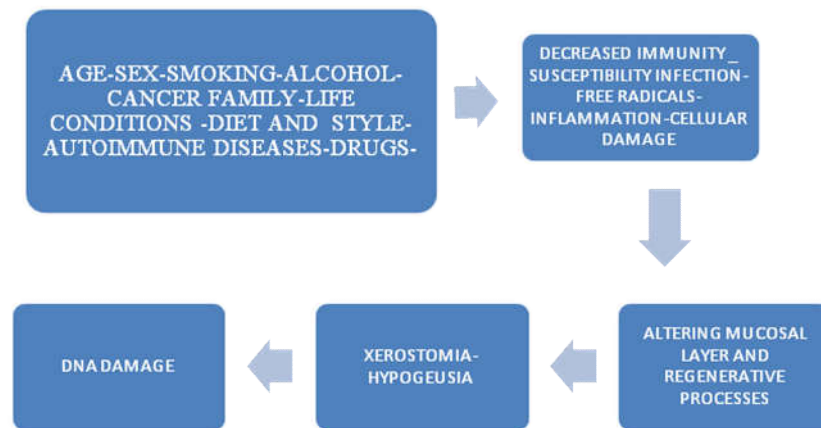 AGE-SEX-SMOKING-ALCOHOL-
CANCER FAMILY-LIFE
CONDITIONS -DIET AND STYLE-
AUTOIMMUNE DISEASES-DRUGS-
DECREASED IMMUNITY_
SUSCEPTIBILITY INFECTION-
FREE RADICALS-
INFLAMMATION-CELLULAR
DAMAGE
ALTERING MUCOSAL
LAYER AND
REGENERATIVE
PROCESSES
XEROSTOMIA-
HYPOGEUSIA
DNA DAMAGE